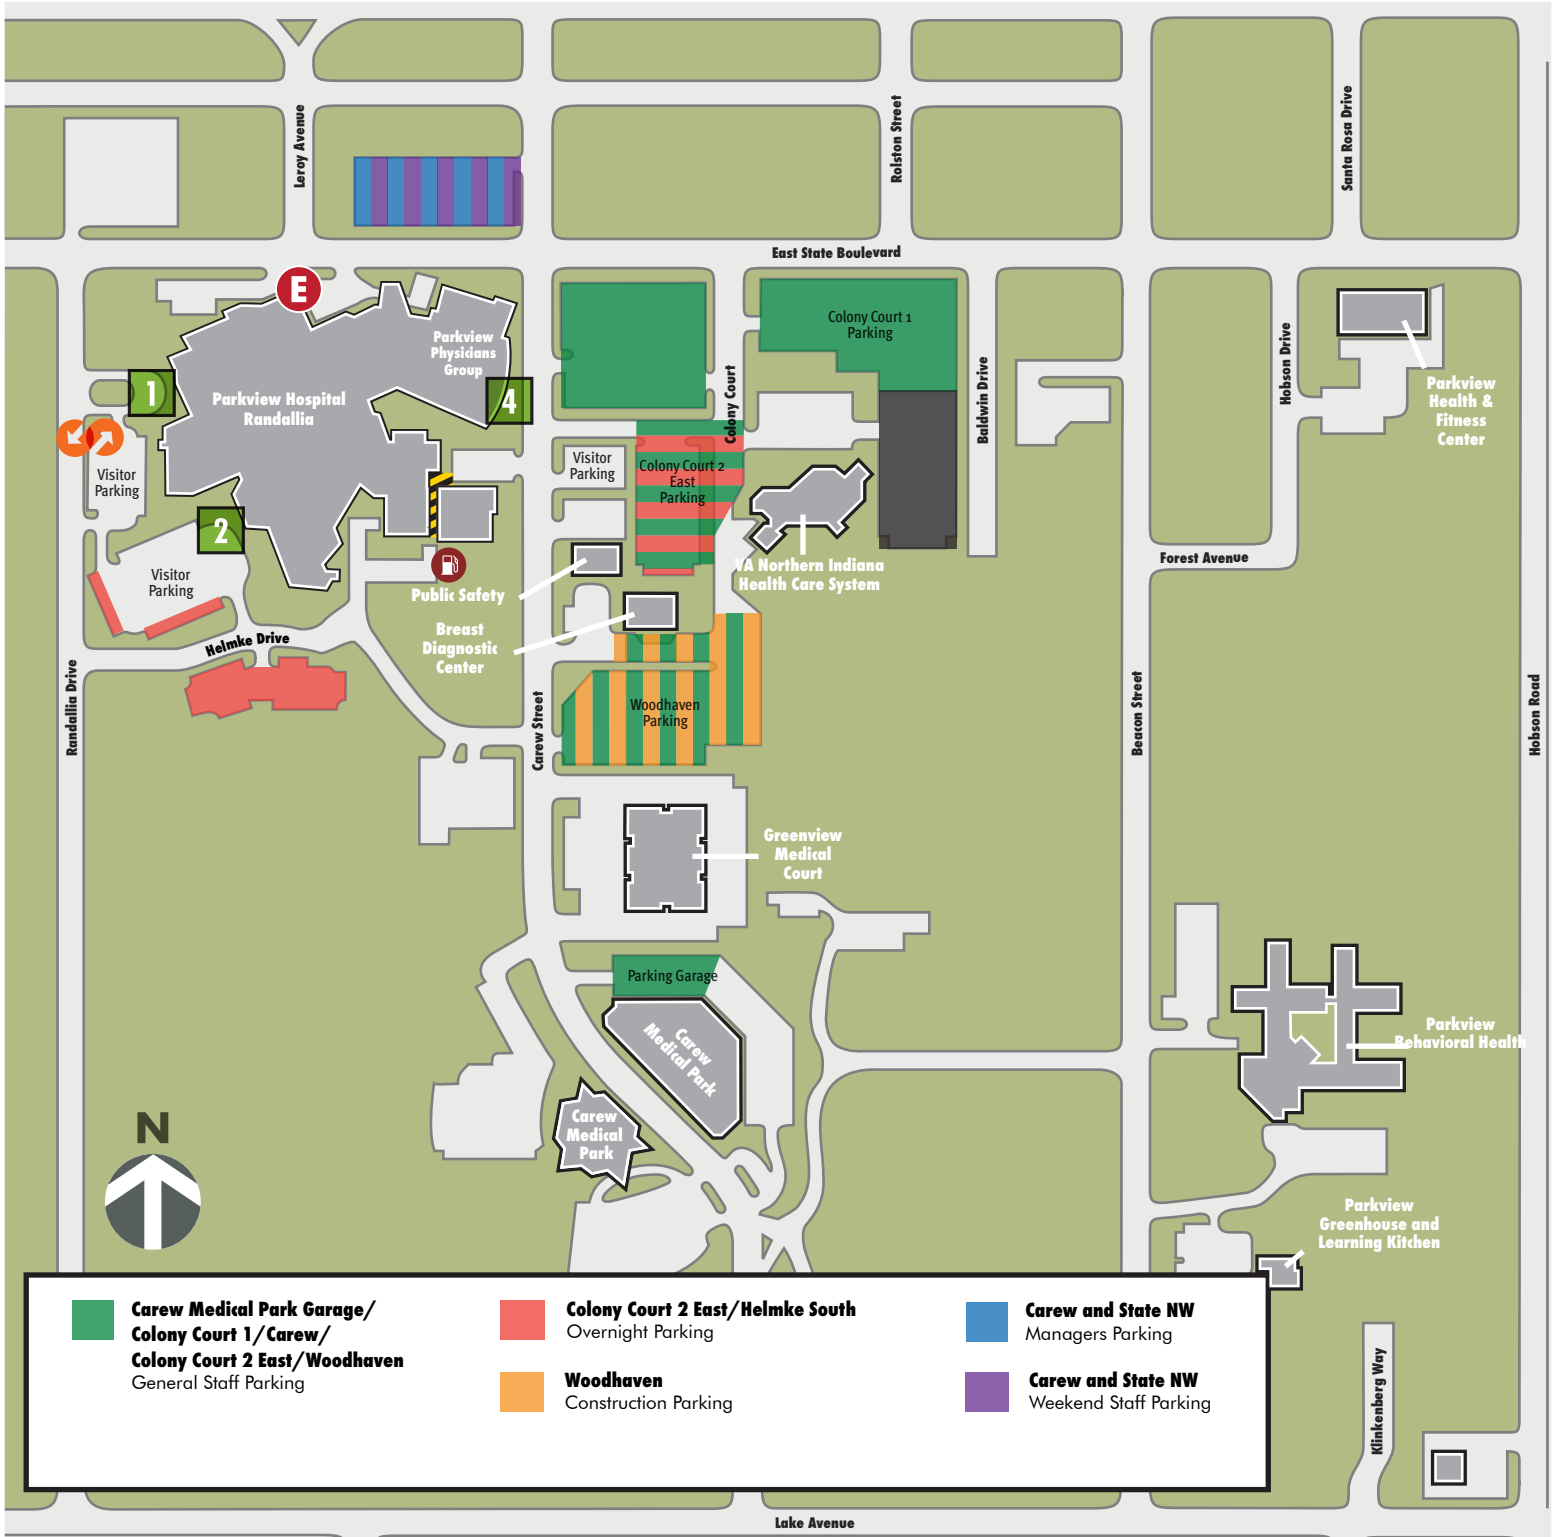 Leroy Avenue
Rolston Street
Santa Rosa Drive
East State Boulevard
E
Parkview
Physicians
Group
1
4
Parkview Hospital
Randallia
Visitor
Parking
2
Visitor
Parking
Helmke Drive
Randallia Drive
Colony Court 1
Parking
Colony Court
Baldwin Drive
Hobson Drive
Parkview
Health &
Fitness
Center
Visitor
Parking
Colony Court 2
East
Parking
VA Northern Indiana
Health Care System
Forest Avenue
Public Safety
Breast
Diagnostic
Center
Woodhaven
Parking
Carew Street
Beacon Street
Hobson Road
Greenview
Medical
Court
Parking Garage
Carew
Medical Park
Carew
Medical
Park
Parkview
Behavioral Health
N
Parkview
Greenhouse and
Learning Kitchen
Carew Medical Park Garage/
Colony Court 1/Carew/
Colony Court 2 East/Woodhaven
General Staff Parking
Colony Court 2 East/Helmke South
Overnight Parking
Woodhaven
Construction Parking
Carew and State NW
Managers Parking
Carew and State NW
Weekend Staff Parking
Klinkenberg Way
Lake Avenue